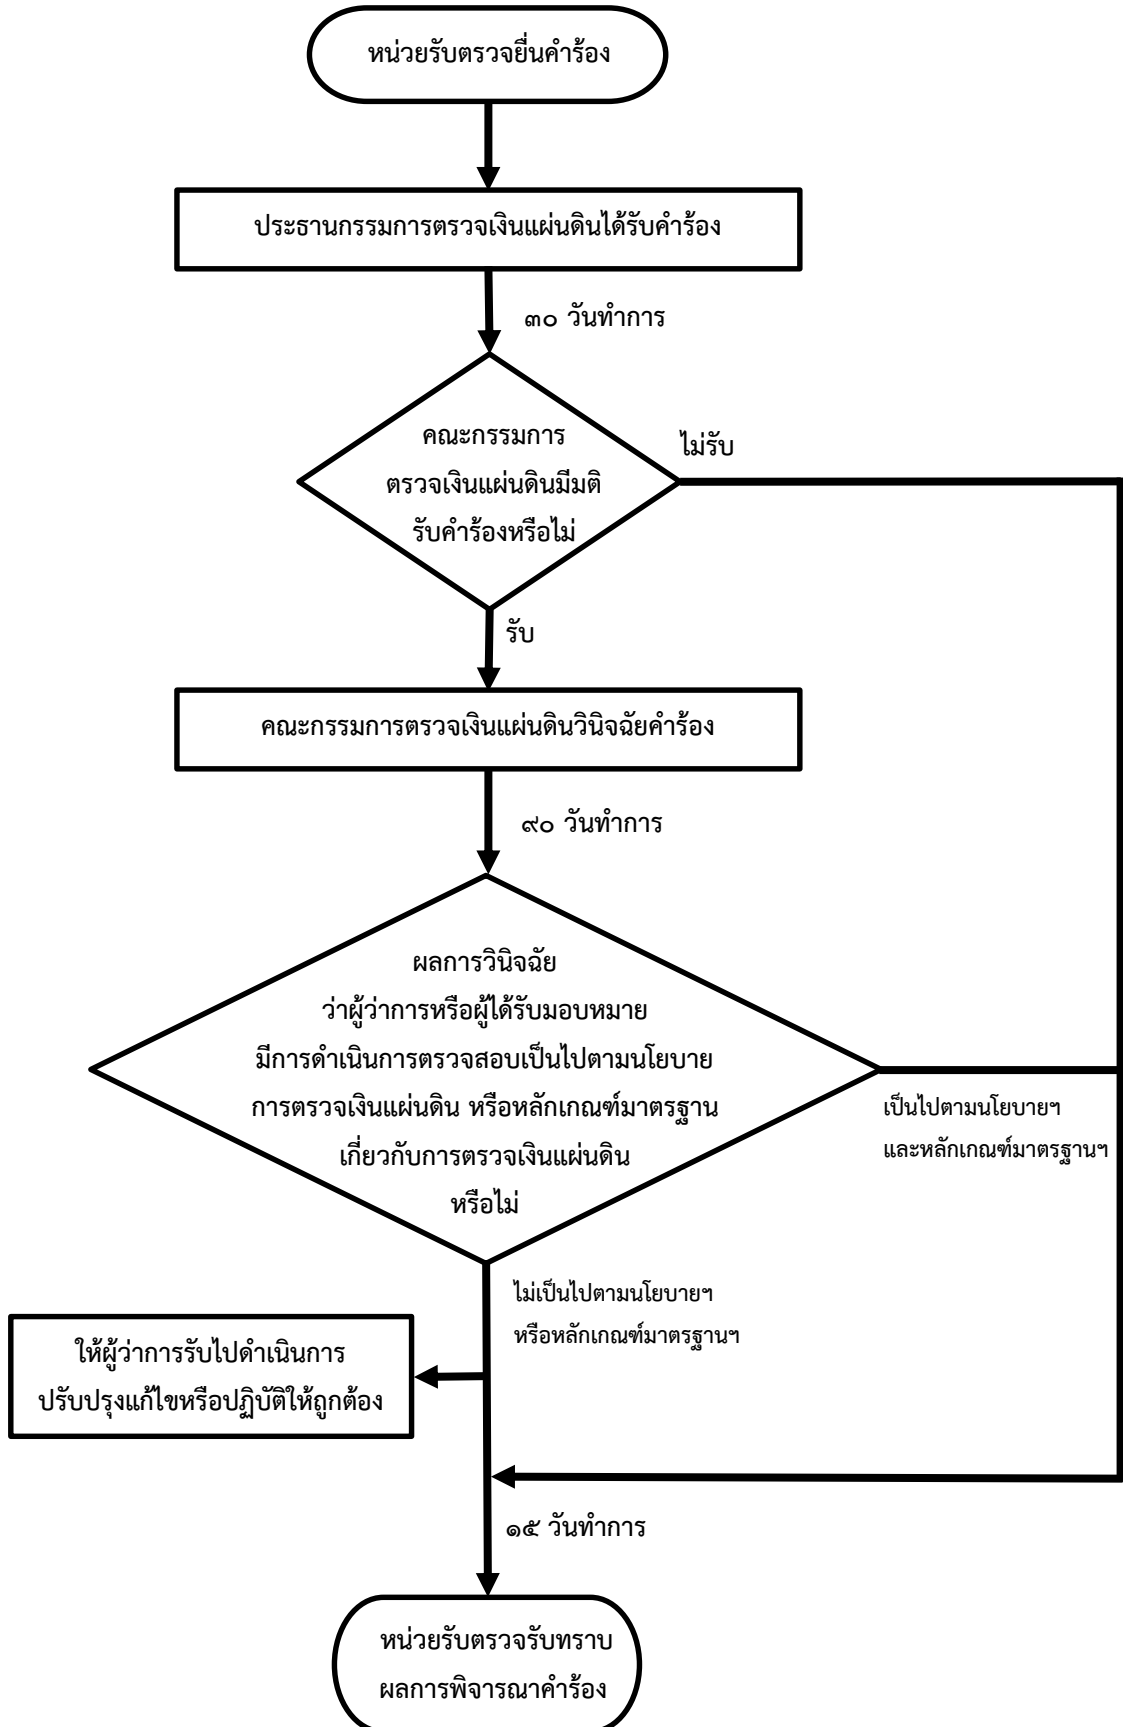 หน่วยรับตรวจยื่นคำร้อง
ประธานกรรมการตรวจเงินแผ่นดินได้รับคำร้อง
๓๐ วันทำการ
คณะกรรมการ
ตรวจเงินแผ่นดินมีมติ
รับคำร้องหรือไม่
ไม่รับ
รับ
คณะกรรมการตรวจเงินแผ่นดินวินิจฉัยคำร้อง
๙๐ วันทำการ
ผลการวินิจฉัย
ว่าผู้ว่าการหรือผู้ได้รับมอบหมาย
มีการดำเนินการตรวจสอบเป็นไปตามนโยบาย
การตรวจเงินแผ่นดิน หรือหลักเกณฑ์มาตรฐาน
เกี่ยวกับการตรวจเงินแผ่นดิน
หรือไม่
เป็นไปตามนโยบายฯ
และหลักเกณฑ์มาตรฐานฯ
ไม่เป็นไปตามนโยบายฯ
หรือหลักเกณฑ์มาตรฐานฯ
ให้ผู้ว่าการรับไปดำเนินการ
ปรับปรุงแก้ไขหรือปฏิบัติให้ถูกต้อง
๑๕ วันทำการ
หน่วยรับตรวจรับทราบ
ผลการพิจารณาคำร้อง